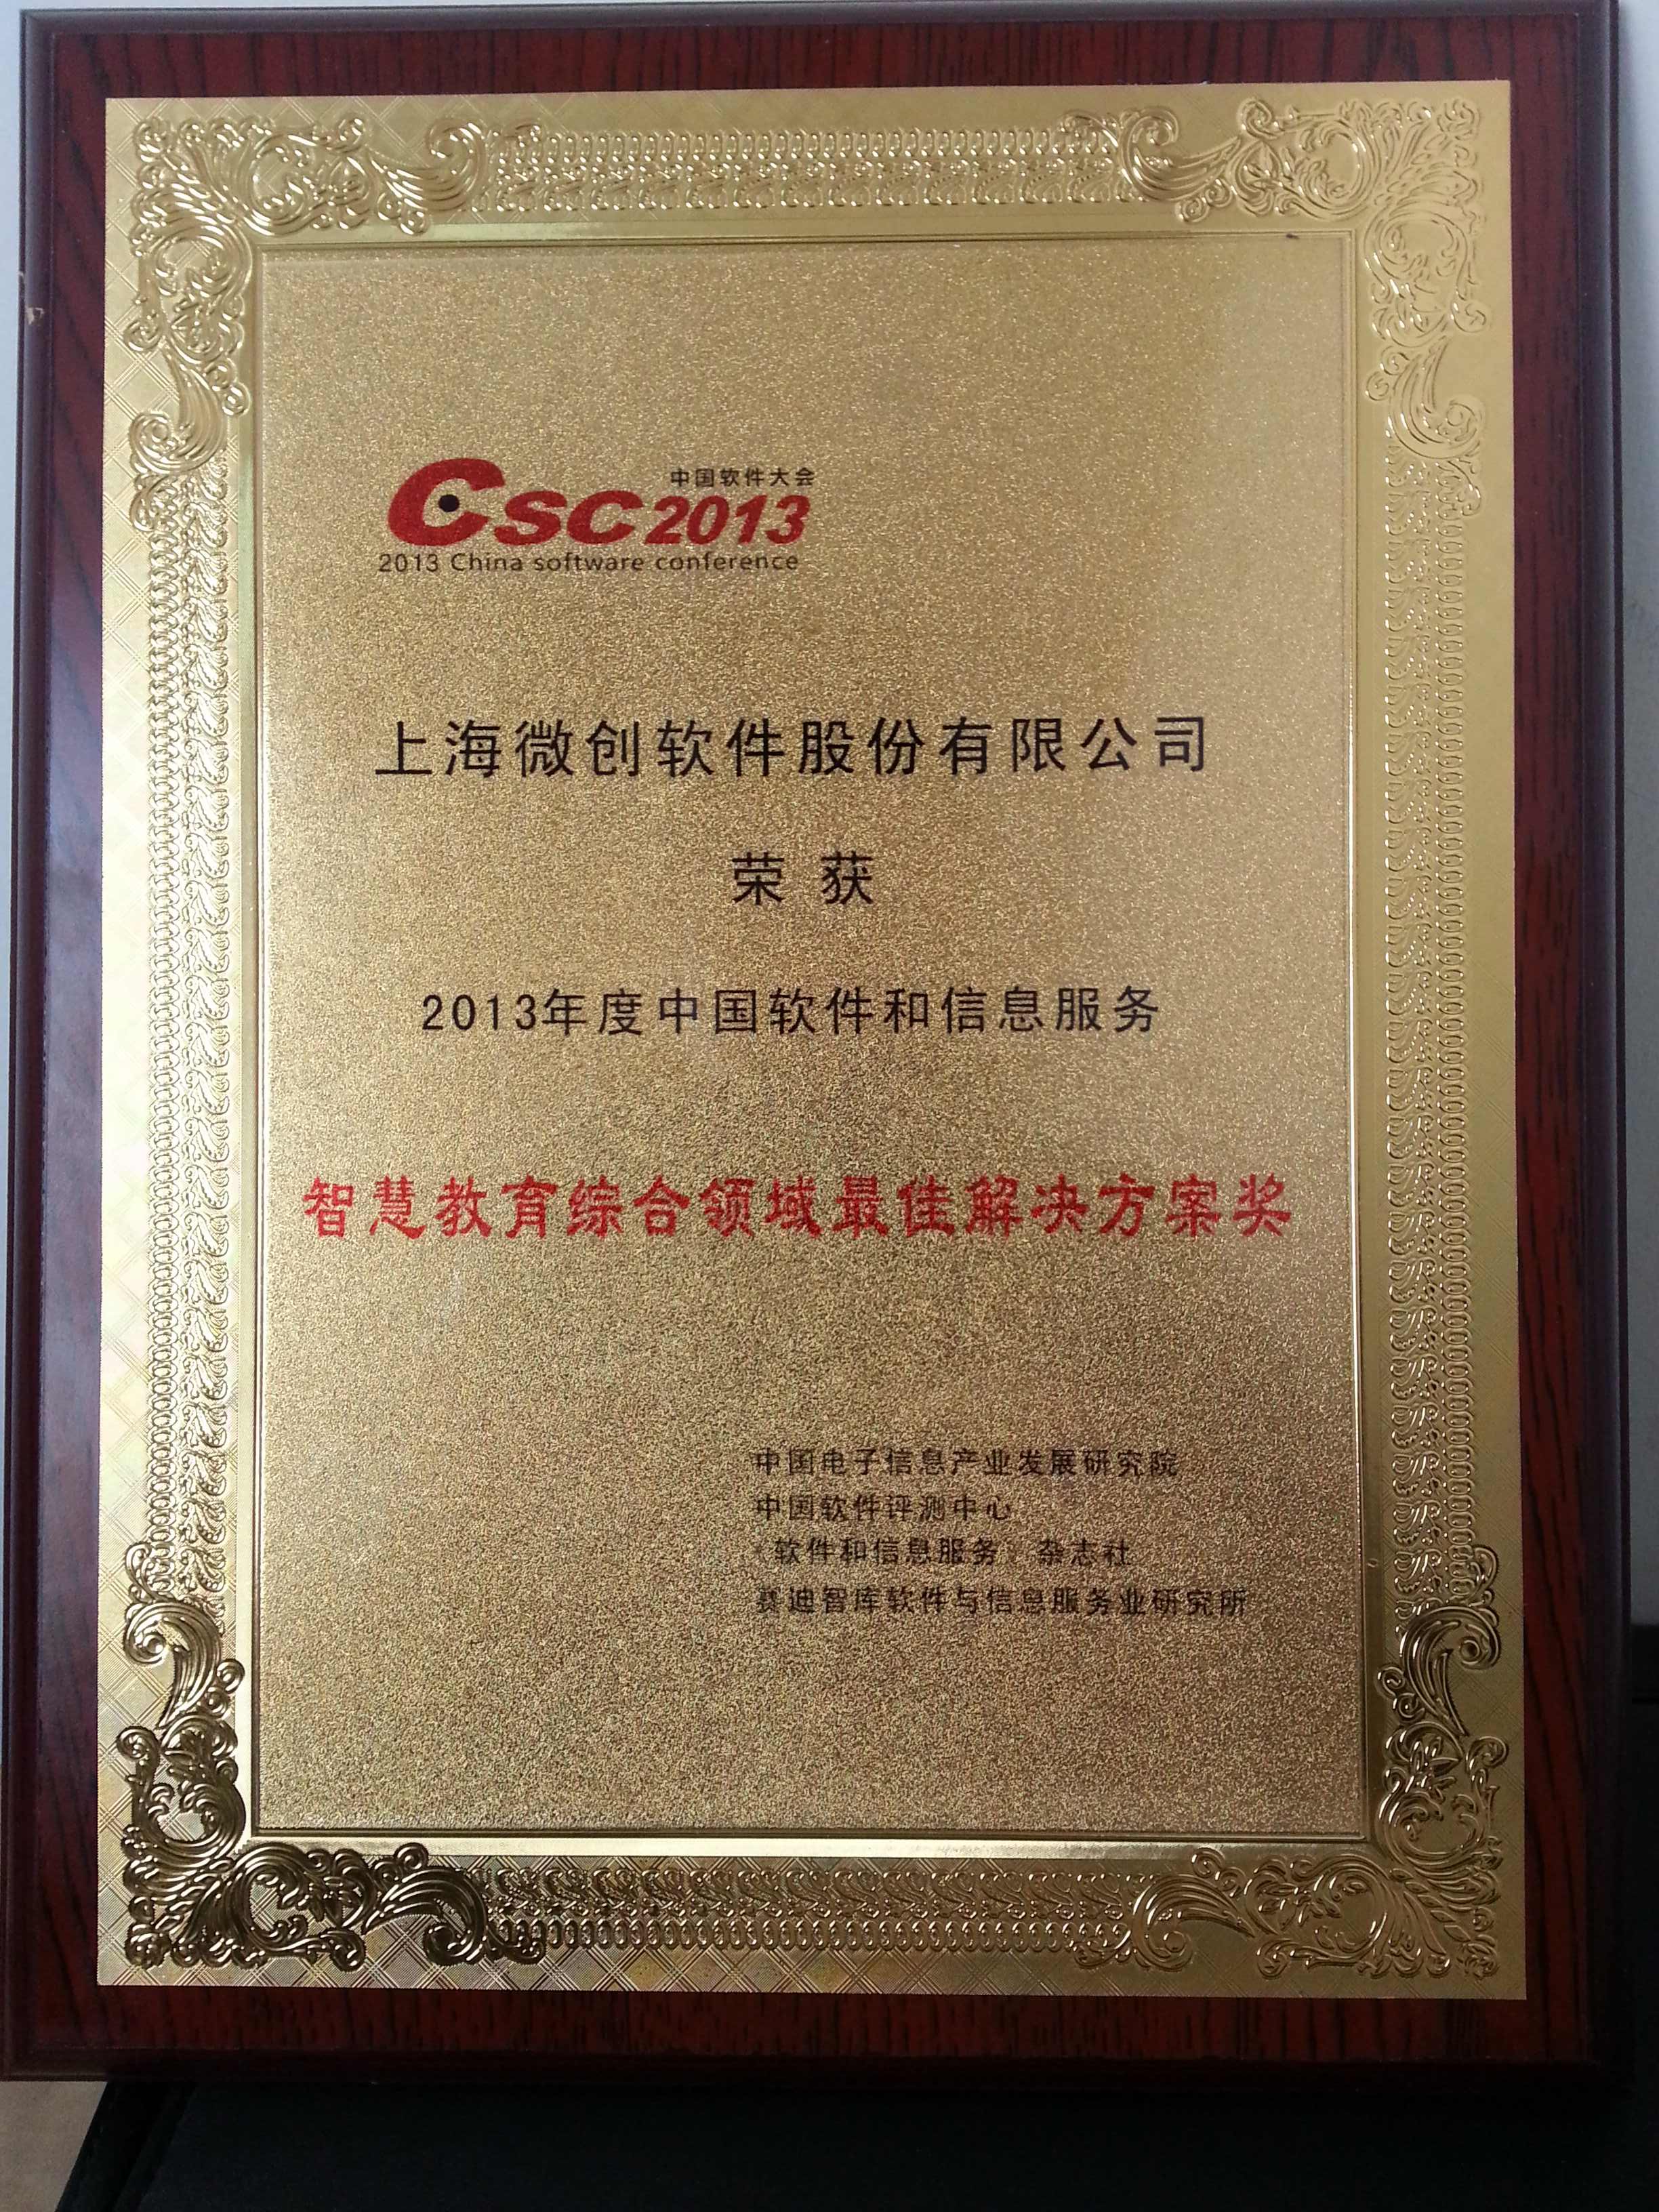 中国软件大会
CSC2013
2013 China software conference
上海微创软件股份有限公司
荣获
2013年度中国软件和信息服务
智慧教育综合领域最佳解决方案奖
中国电子信息产业发展研究院
中国软件评测中心
《软件和信息服务》杂志社
赛迪智库软件与信息服务业研究所